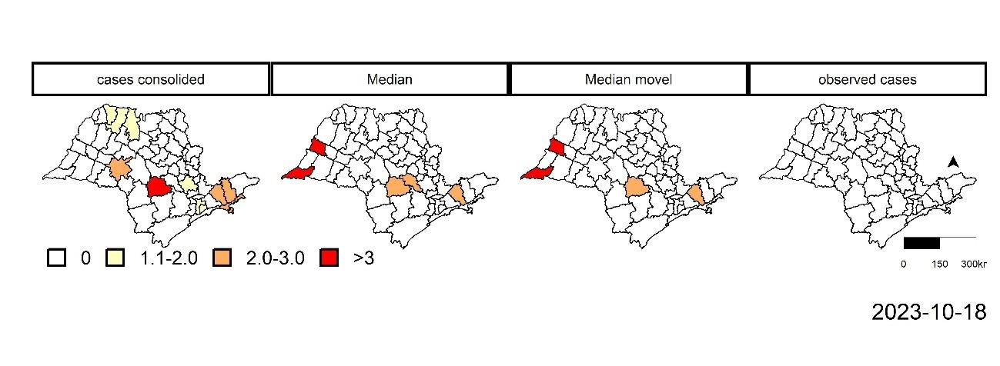 cases consolided
Median
Median movel
observed cases
0
1.1-2.0
2.0-3.0
>3
0 150 300kr
2023-10-18